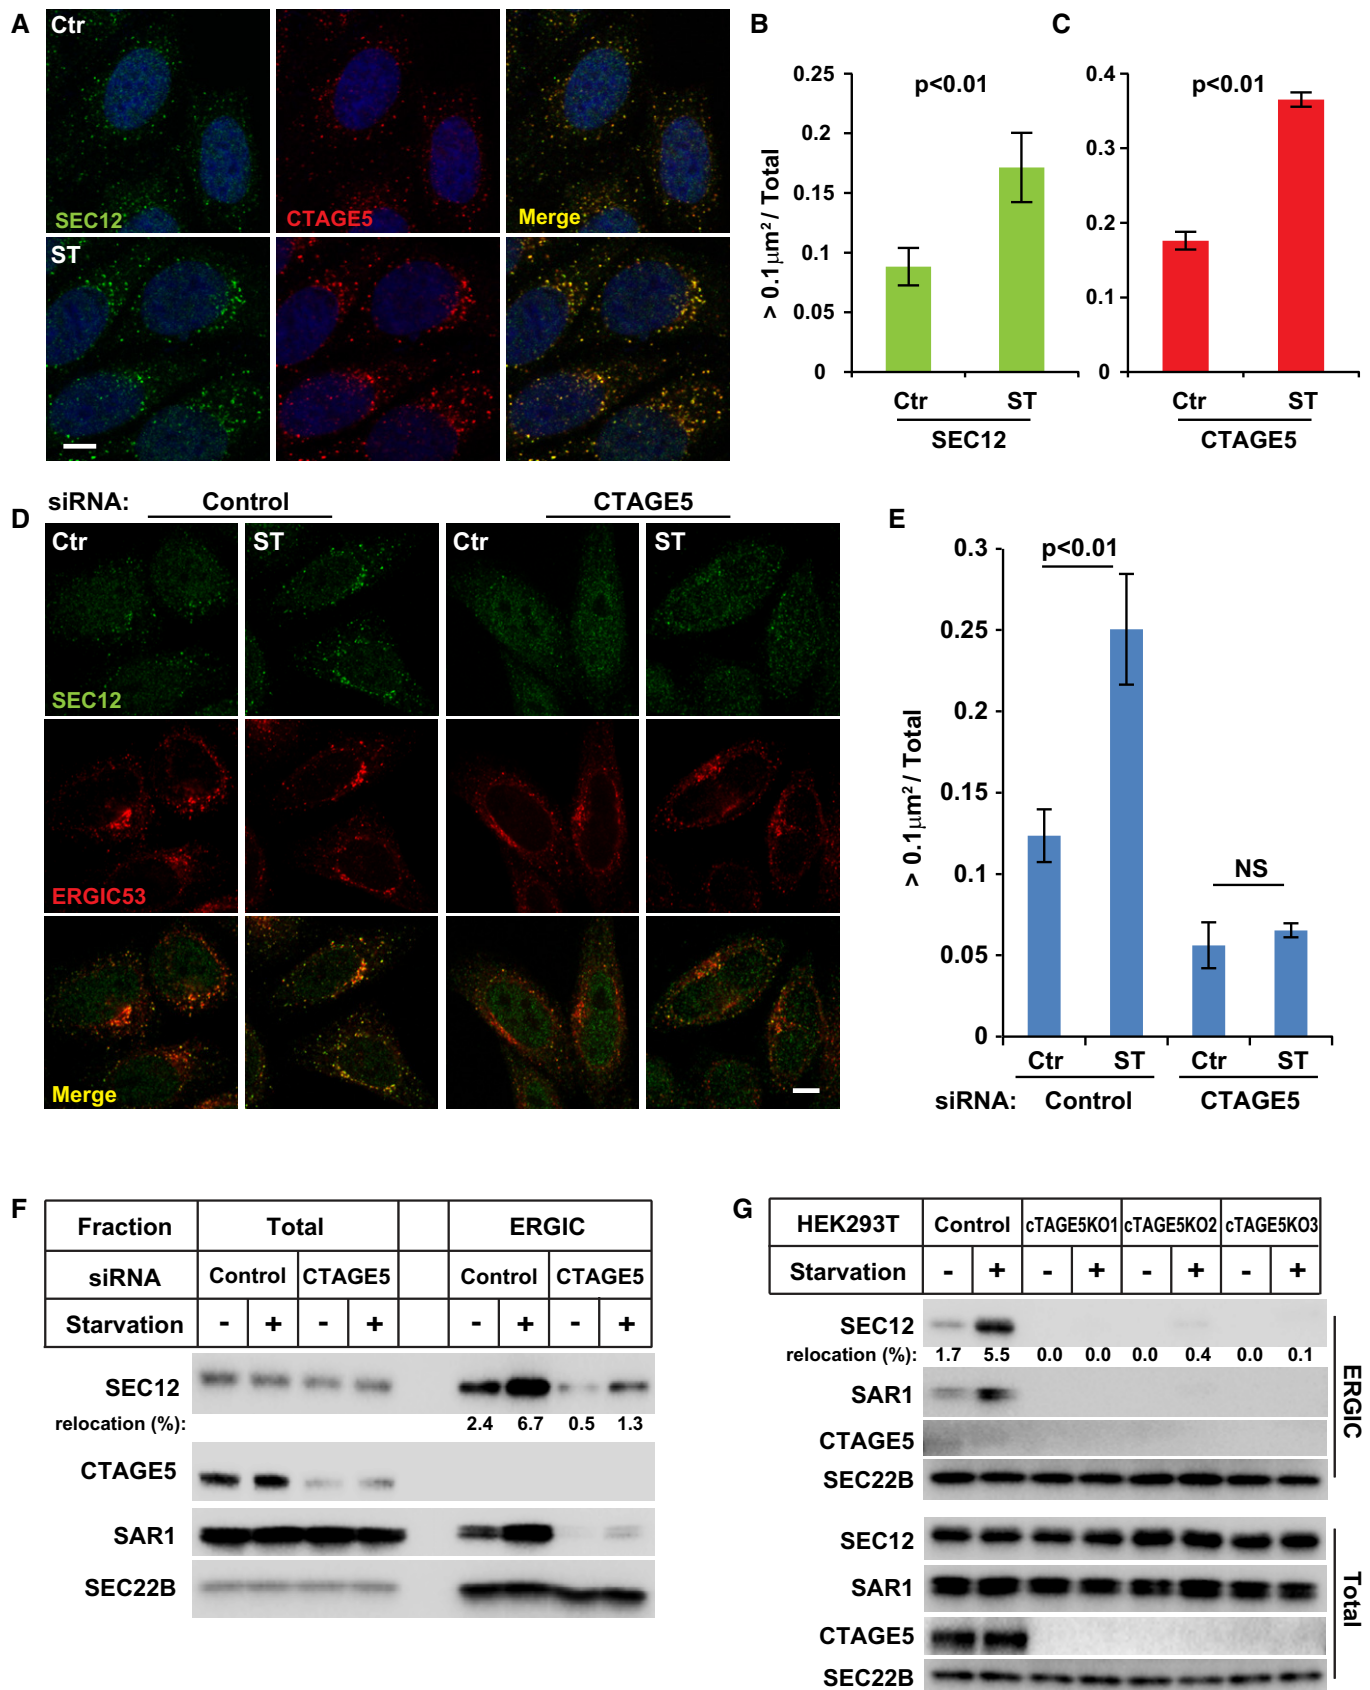 A
Ctr
SEC12
CTAGE5
Merge
ST
B
p<0.01
> 0.1µm² / Total
0.25
0.2
0.15
0.1
0.05
0
Ctr ST
SEC12
C
p<0.01
0.4
0.3
0.2
0.1
0
Ctr ST
CTAGE5
D
siRNA: Control CTAGE5
Ctr ST Ctr ST
SEC12
ERGIC53
Merge
E
> 0.1µm² / Total
0.3
0.25
0.2
0.15
0.1
0.05
0
p<0.01
NS
Ctr ST Ctr ST
siRNA: Control CTAGE5
F
Fraction Total ERGIC
siRNA Control CTAGE5 Control CTAGE5
Starvation - + - + - + - +
SEC12
relocation (%): 2.4 6.7 0.5 1.3
CTAGE5
SAR1
SEC22B
G
HEK293T Control cTAGE5KO1 cTAGE5KO2 cTAGE5KO3
Starvation - + - + - + - +
SEC12
relocation (%): 1.7 5.5 0.0 0.0 0.0 0.4 0.0 0.1
SAR1
CTAGE5
SEC22B
ERGIC
SEC12
SAR1
CTAGE5
SEC22B
Total